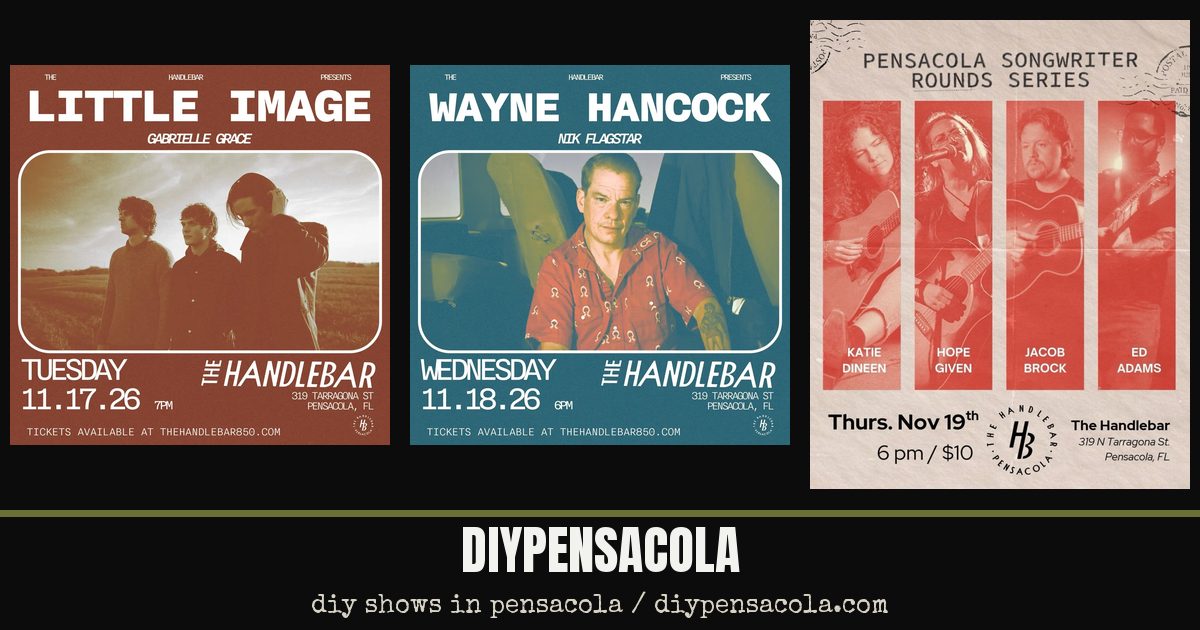 THE HANDLEBAR PRESENTS
LITTLE IMAGE
GABRIELLE GRACE
TUESDAY
11.17.26 7PM
THE HANDLEBAR
319 TARRAGONA ST
PENSACOLA, FL
TICKETS AVAILABLE AT THEHANDLEBAR850.COM
THE HANDLEBAR PRESENTS
WAYNE HANCOCK
NIK FLAGSTAR
WEDNESDAY
11.18.26 6PM
THE HANDLEBAR
319 TARRAGONA ST
PENSACOLA, FL
TICKETS AVAILABLE AT THEHANDLEBAR850.COM
PENSACOLA SONGWRITER
ROUNDS SERIES
KATIE
DINEEN
HOPE
GIVEN
JACOB
BROCK
ED
ADAMS
Thurs. Nov 19th
6 pm / $10
THE HANDLEBAR
HB
PENSACOLA
The Handlebar
319 N Tarragona St.
Pensacola, FL
DIYPENSACOLA
diy shows in pensacola / diypensacola.com